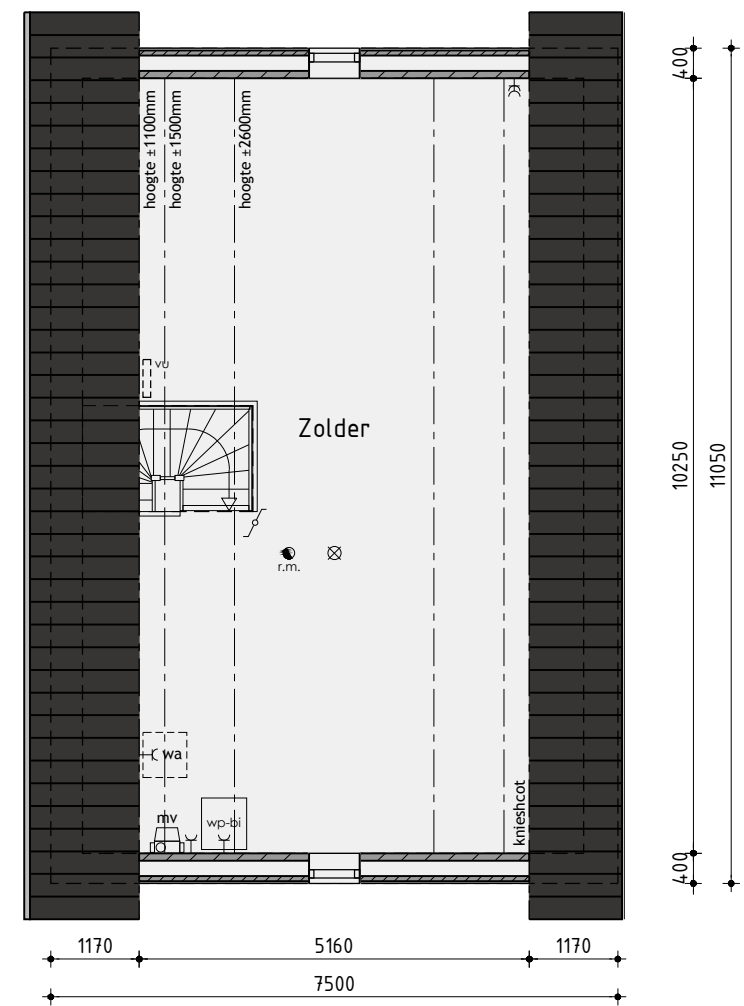 400
hoogte ±1100mm
hoogte ±1500mm
hoogte ±2600mm
vu
Zolder
10250
11050
r.m.
wa
mv
wp-bi
knieshcot
400
1170
5160
1170
7500